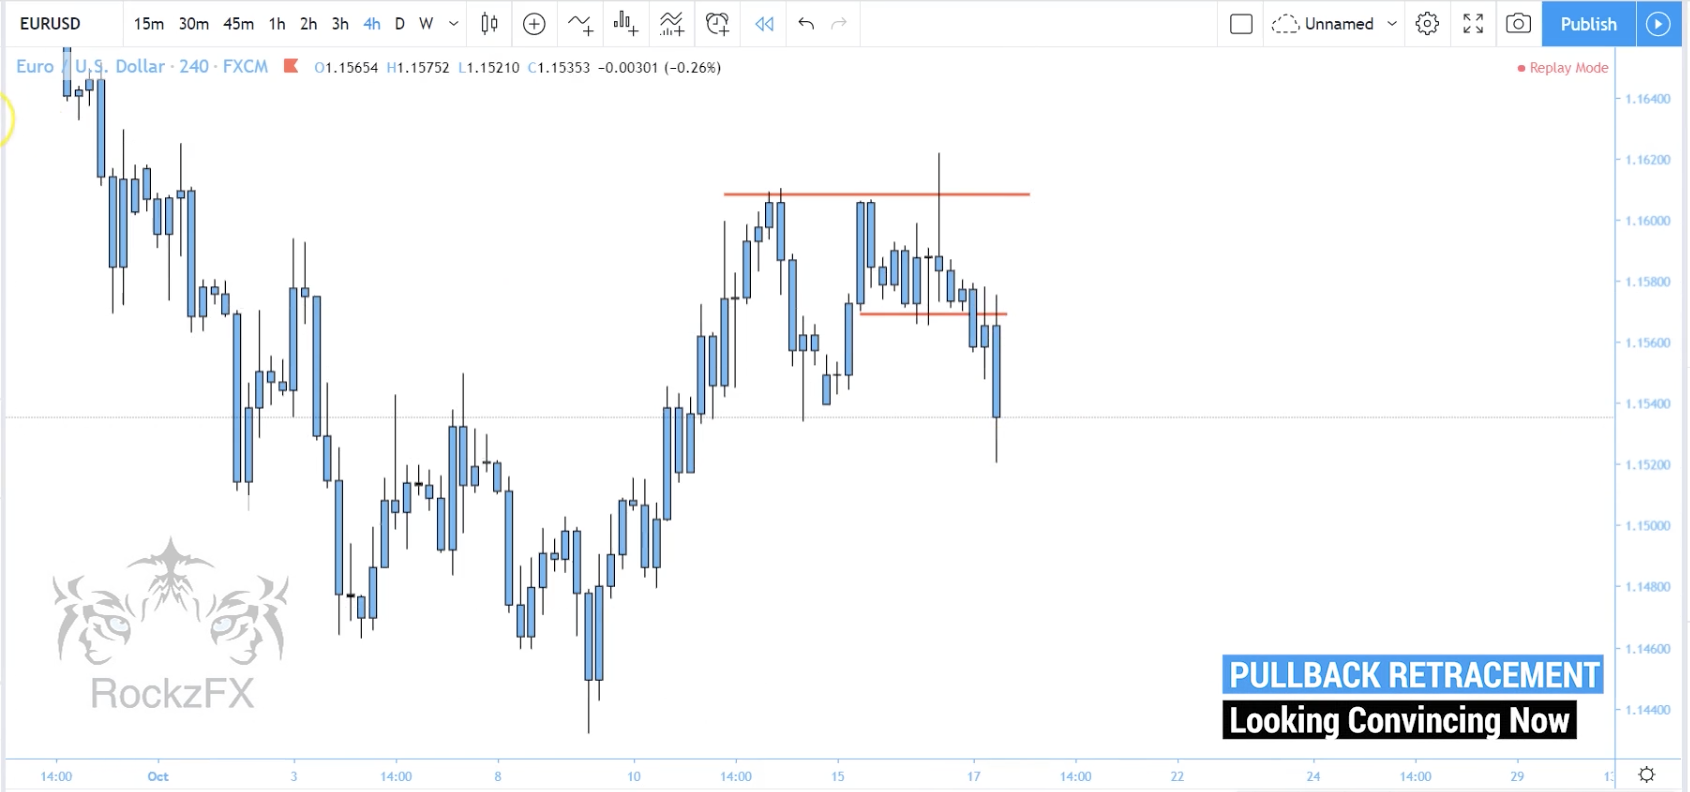 EURUSD 15m 30m 45m 1h 2h 3h 4h D W Unnamed Publish
Euro / U.S. Dollar · 240 · FXCM O1.15654 H1.15752 L1.15210 C1.15353 −0.00301 (−0.26%) Replay Mode
1.16400
1.16200
1.16000
1.15800
1.15600
1.15400
1.15200
1.15000
1.14800
1.14600
1.14400
RockzFX
PULLBACK RETRACEMENT
Looking Convincing Now
14:00 Oct 3 14:00 8 10 14:00 15 17 14:00 22 24 14:00 29